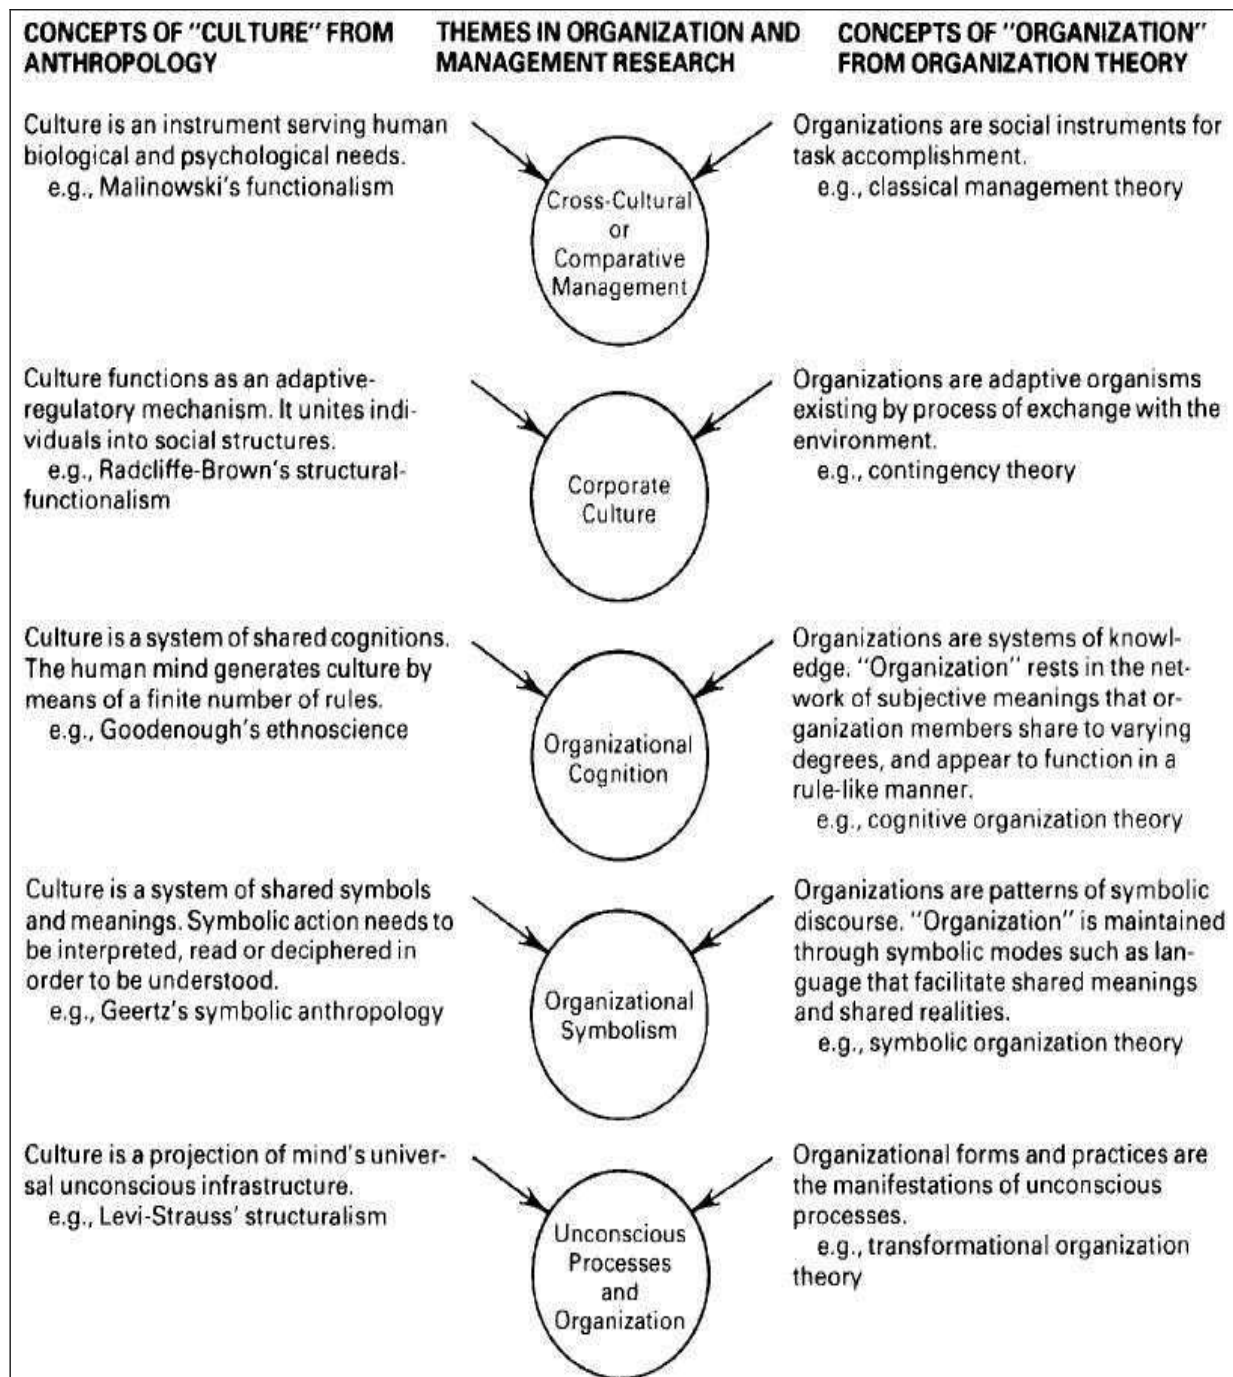 CONCEPTS OF "CULTURE" FROM
ANTHROPOLOGY
THEMES IN ORGANIZATION AND
MANAGEMENT RESEARCH
CONCEPTS OF "ORGANIZATION"
FROM ORGANIZATION THEORY
Culture is an instrument serving human
biological and psychological needs.
e.g., Malinowski's functionalism
Cross-Cultural
or
Comparative
Management
Organizations are social instruments for
task accomplishment.
e.g., classical management theory
Culture functions as an adaptive-
regulatory mechanism. It unites indi-
viduals into social structures.
e.g., Radcliffe-Brown's structural-
functionalism
Corporate
Culture
Organizations are adaptive organisms
existing by process of exchange with the
environment.
e.g., contingency theory
Culture is a system of shared cognitions.
The human mind generates culture by
means of a finite number of rules.
e.g., Goodenough's ethnoscience
Organizational
Cognition
Organizations are systems of knowl-
edge. "Organization" rests in the net-
work of subjective meanings that or-
ganization members share to varying
degrees, and appear to function in a
rule-like manner.
e.g., cognitive organization theory
Culture is a system of shared symbols
and meanings. Symbolic action needs to
be interpreted, read or deciphered in
order to be understood.
e.g., Geertz's symbolic anthropology
Organizational
Symbolism
Organizations are patterns of symbolic
discourse. "Organization" is maintained
through symbolic modes such as lan-
guage that facilitate shared meanings
and shared realities.
e.g., symbolic organization theory
Culture is a projection of mind's univer-
sal unconscious infrastructure.
e.g., Levi-Strauss' structuralism
Unconscious
Processes
and
Organization
Organizational forms and practices are
the manifestations of unconscious
processes.
e.g., transformational organization
theory